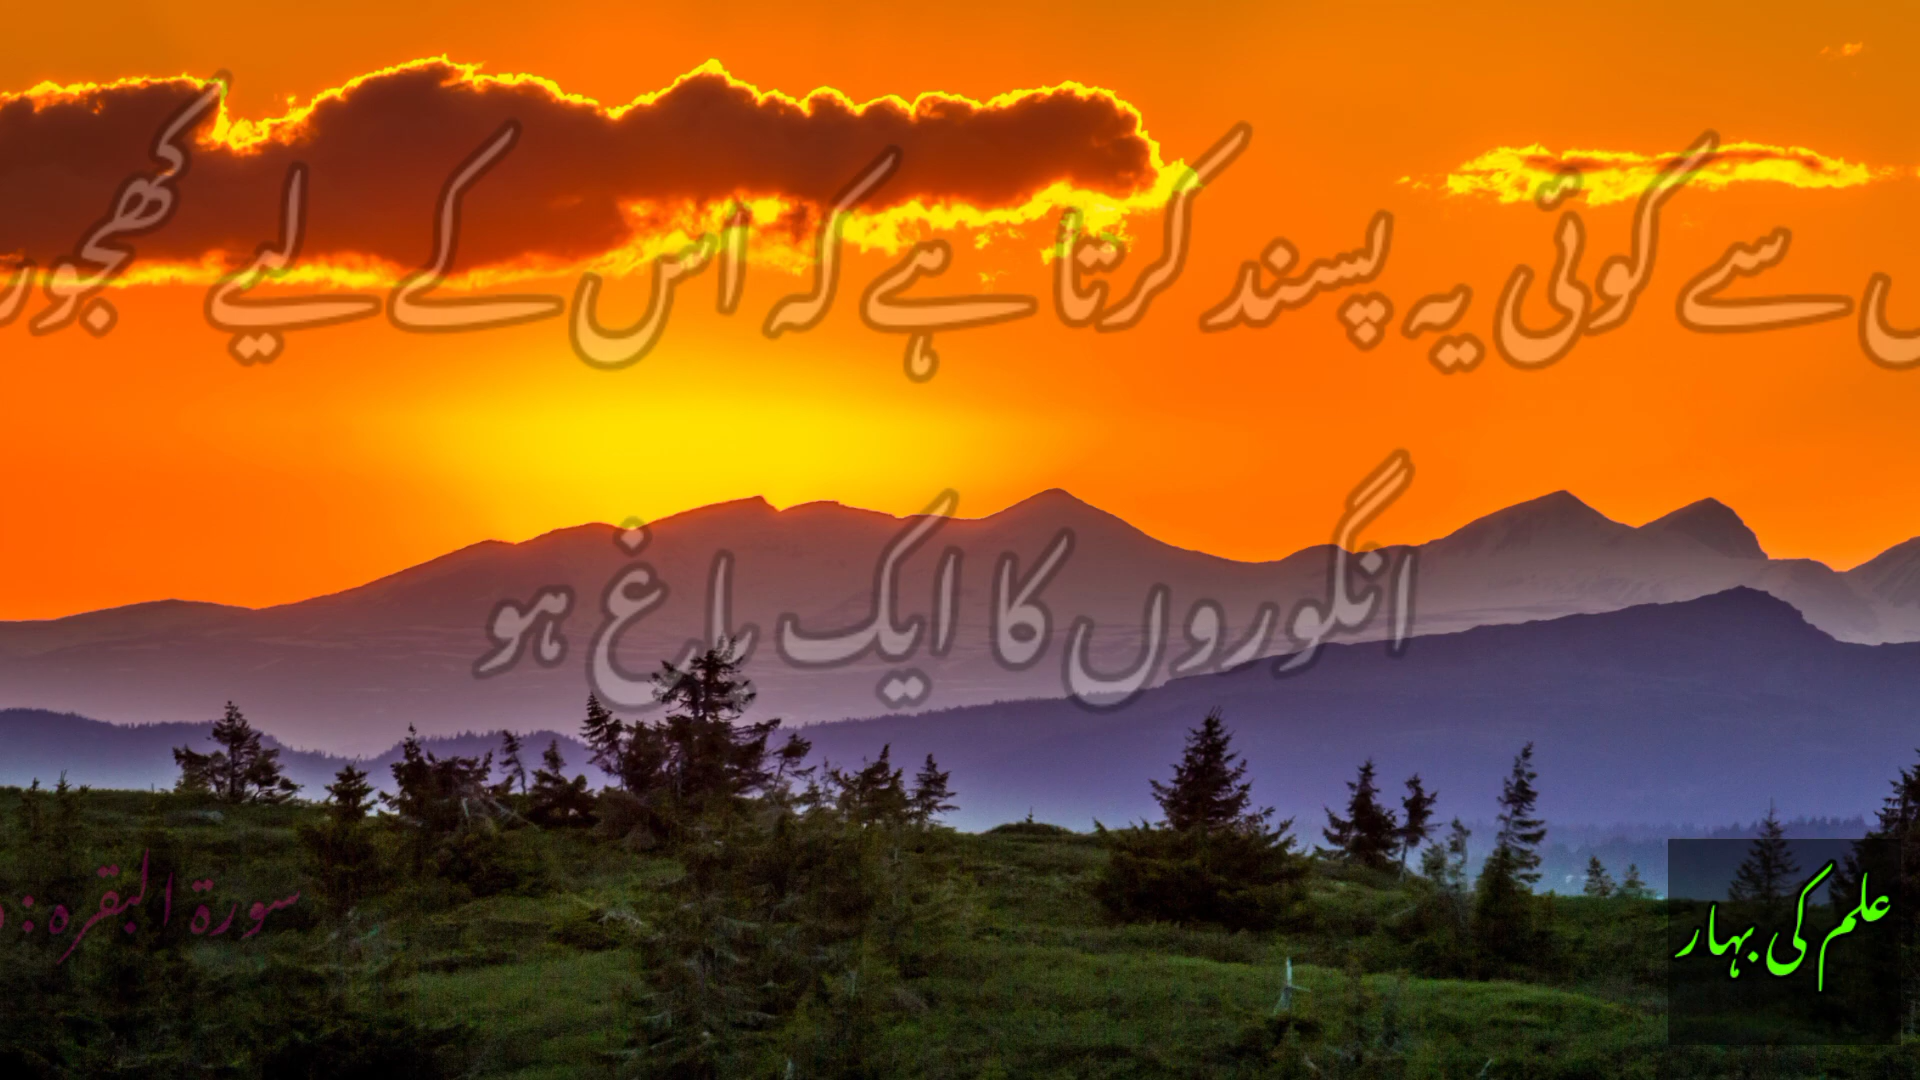 سے کوئی یہ پسند کرتا ہے کہ اس کے لیے کھجور
انگوروں کا ایک باغ ہو
سورۃ البقرہ:
علم کی بہار